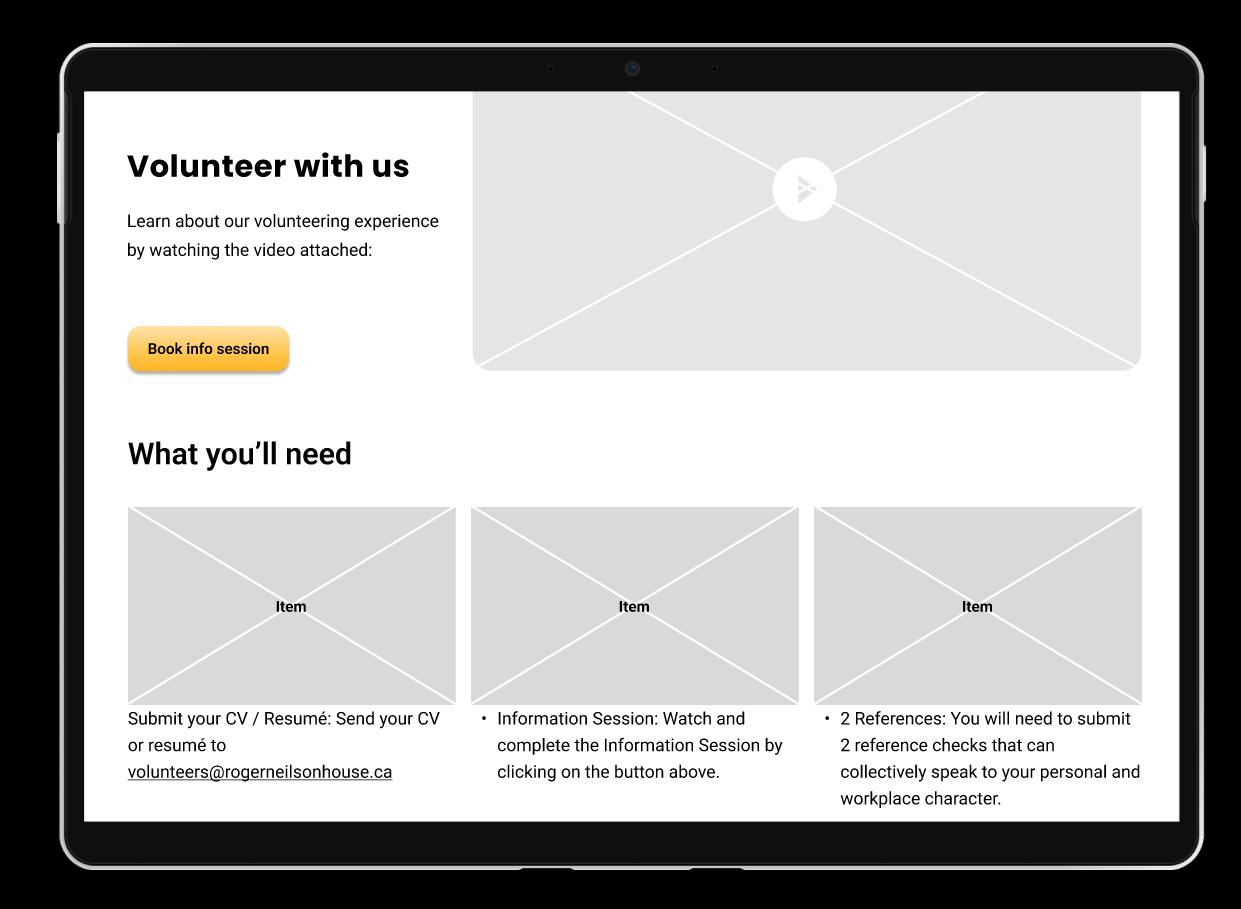 Volunteer with us
Learn about our volunteering experience
by watching the video attached:
Book info session
What you’ll need
Item
Item
Item
Submit your CV / Resumé: Send your CV
or resumé to
volunteers@rogerneilsonhouse.ca
• Information Session: Watch and
complete the Information Session by
clicking on the button above.
• 2 References: You will need to submit
2 reference checks that can
collectively speak to your personal and
workplace character.